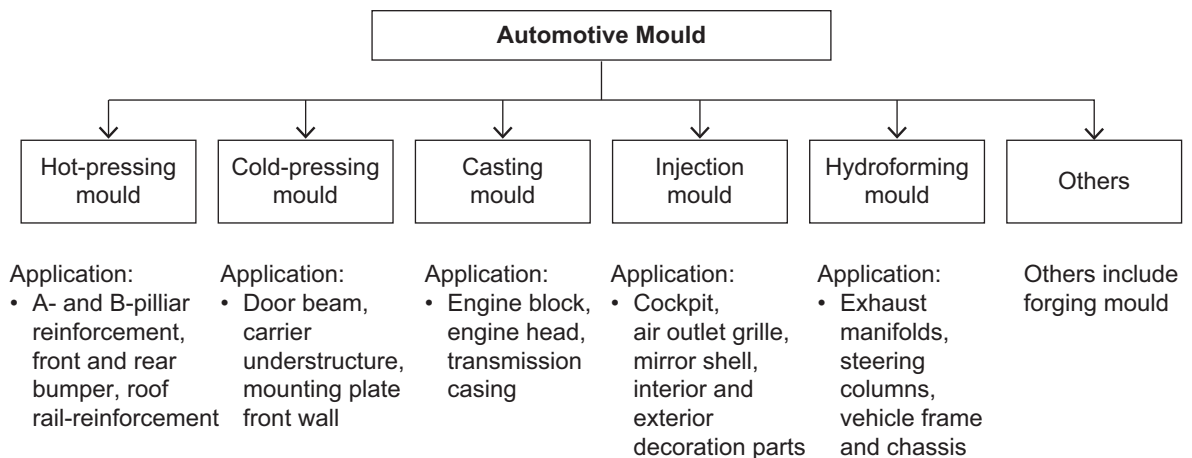 Automotive Mould
Hot-pressing
mould
Cold-pressing
mould
Casting
mould
Injection
mould
Hydroforming
mould
Others
Application:
• A- and B-pilliar
reinforcement,
front and rear
bumper, roof
rail-reinforcement
Application:
• Door beam,
carrier
understructure,
mounting plate
front wall
Application:
• Engine block,
engine head,
transmission
casing
Application:
• Cockpit,
air outlet grille,
mirror shell,
interior and
exterior
decoration parts
Application:
• Exhaust
manifolds,
steering
columns,
vehicle frame
and chassis
Others include
forging mould